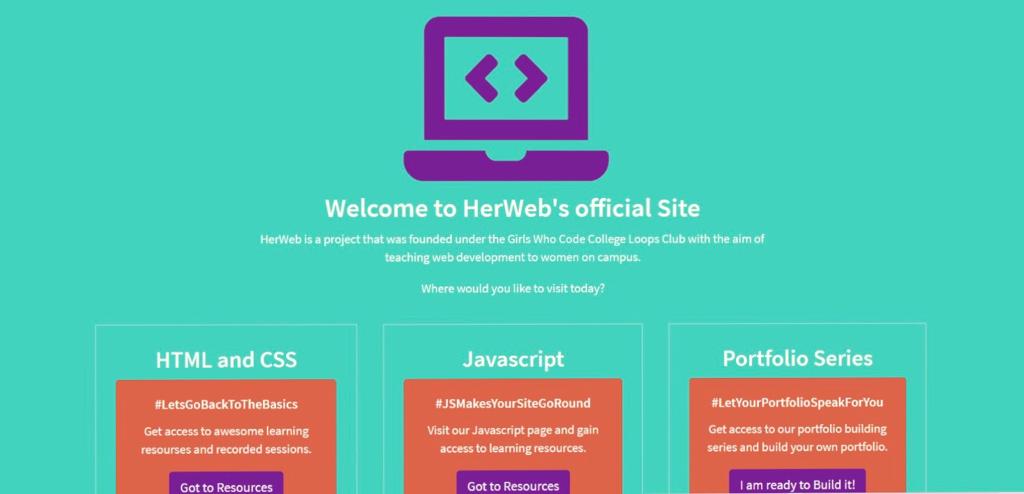 Welcome to HerWeb's official Site
HerWeb is a project that was founded under the Girls Who Code College Loops Club with the aim of
teaching web development to women on campus.
Where would you like to visit today?
HTML and CSS
#LetsGoBackToTheBasics
Get access to awesome learning
resourses and recorded sessions.
Got to Resources
Javascript
#JSMakesYourSiteGoRound
Visit our Javascript page and gain
access to learning resources.
Got to Resources
Portfolio Series
#LetYourPortfolioSpeakForYou
Get access to our portfolio building
series and build your own portfolio.
I am ready to Build it!